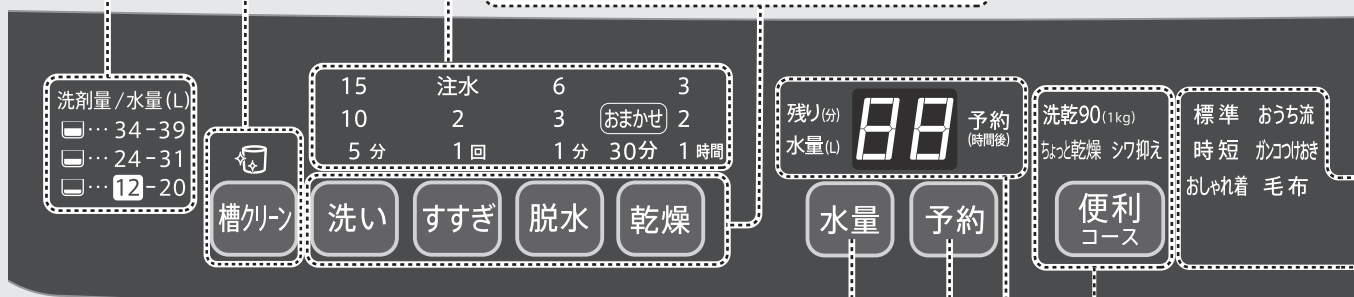 洗剤量/水量(L)
…34-39
…24-31
…12-20
槽クリーン
15 注水 6 3
10 2 3 おまかせ 2
5分 1回 1分 30分 1時間
洗い すすぎ 脱水 乾燥
残り(分)
水量(L)
88
予約
(時間後)
水量 予約
洗乾90(1kg)
ちょっと乾燥 シワ抑え
便利
コース
標準 おうち流
時短 ガンコつけおき
おしゃれ着 毛布